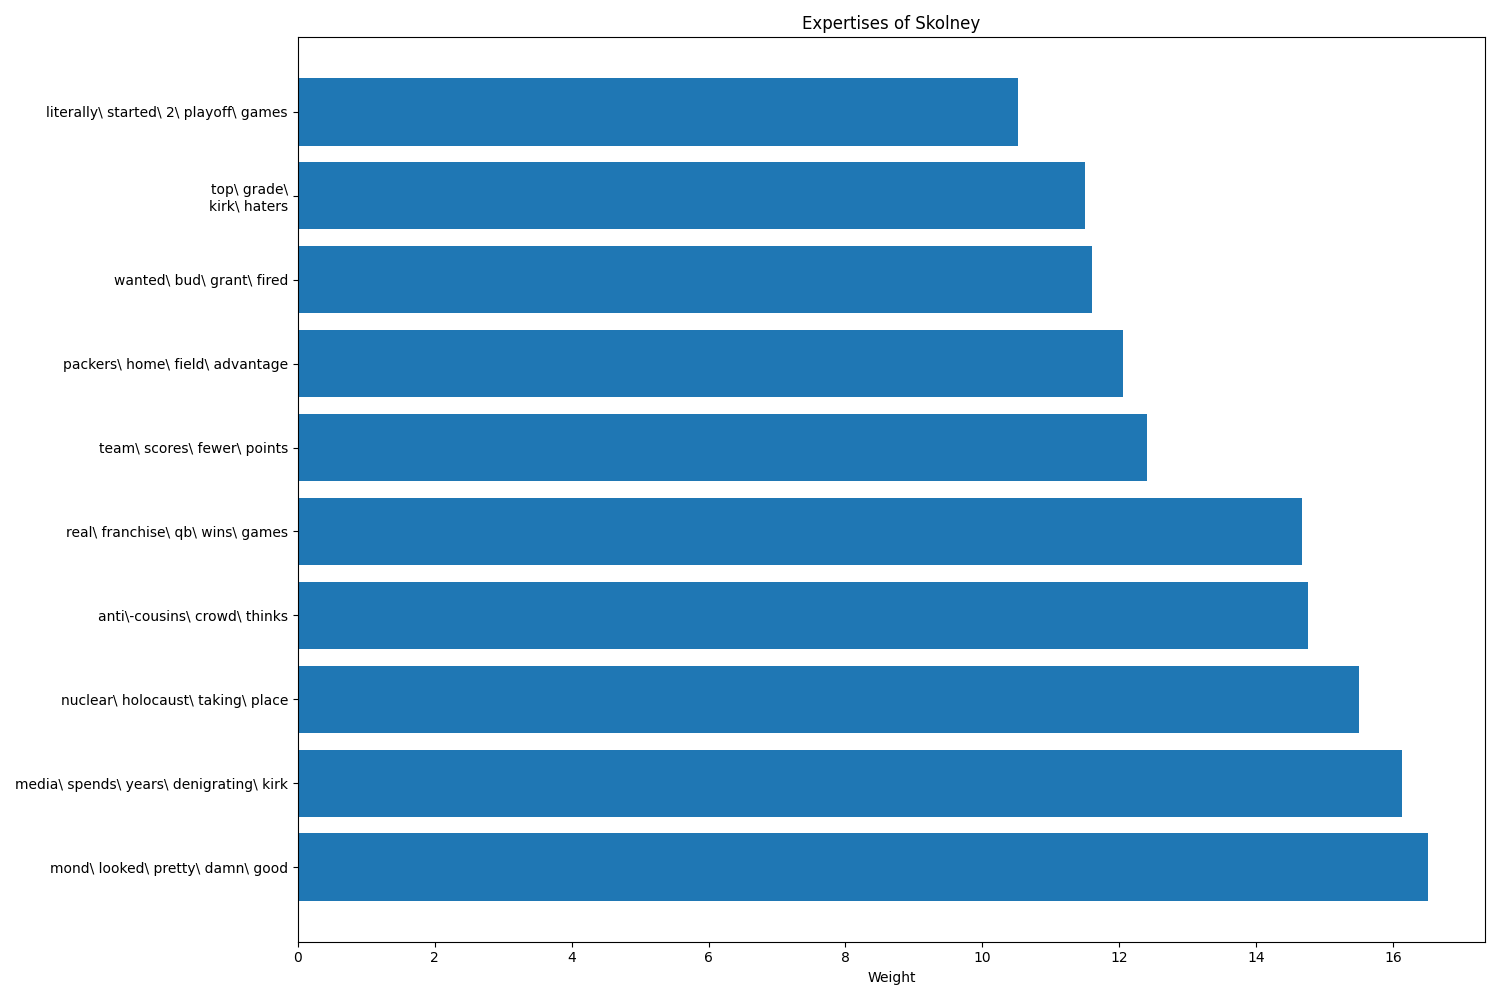 Expertises of Skolney
literally\ started\ 2\ playoff\ games
top\ grade\
kirk\ haters
wanted\ bud\ grant\ fired
packers\ home\ field\ advantage
team\ scores\ fewer\ points
real\ franchise\ qb\ wins\ games
anti\-cousins\ crowd\ thinks
nuclear\ holocaust\ taking\ place
media\ spends\ years\ denigrating\ kirk
mond\ looked\ pretty\ damn\ good
0 2 4 6 8 10 12 14 16
Weight